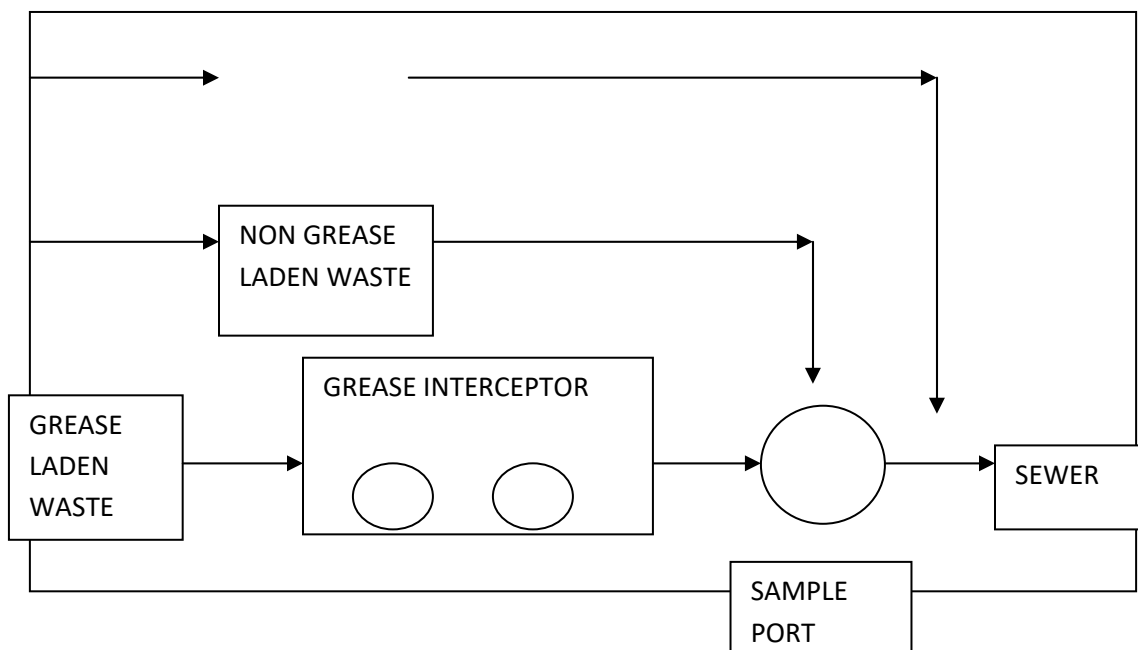 NON GREASE
LADEN WASTE
GREASE INTERCEPTOR
GREASE
LADEN
WASTE
SEWER
SAMPLE
PORT